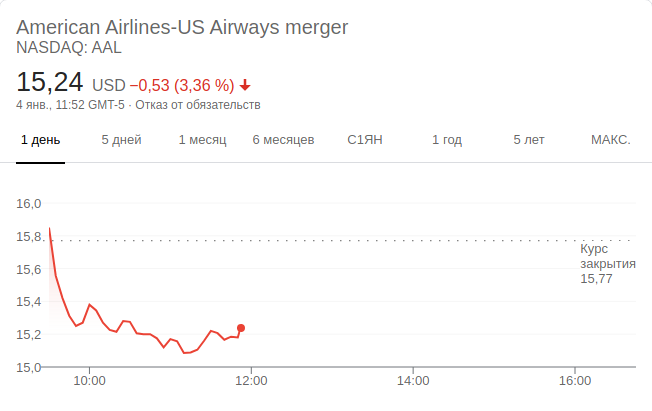 American Airlines-US Airways merger
NASDAQ: AAL
15,24 USD −0,53 (3,36 %)
4 янв., 11:52 GMT-5 · Отказ от обязательств
1 день 5 дней 1 месяц 6 месяцев С1ЯН 1 год 5 лет МАКС.
16,0
15,8
Курс
закрытия
15,77
15,6
15,4
15,2
15,0
10:00 12:00 14:00 16:00